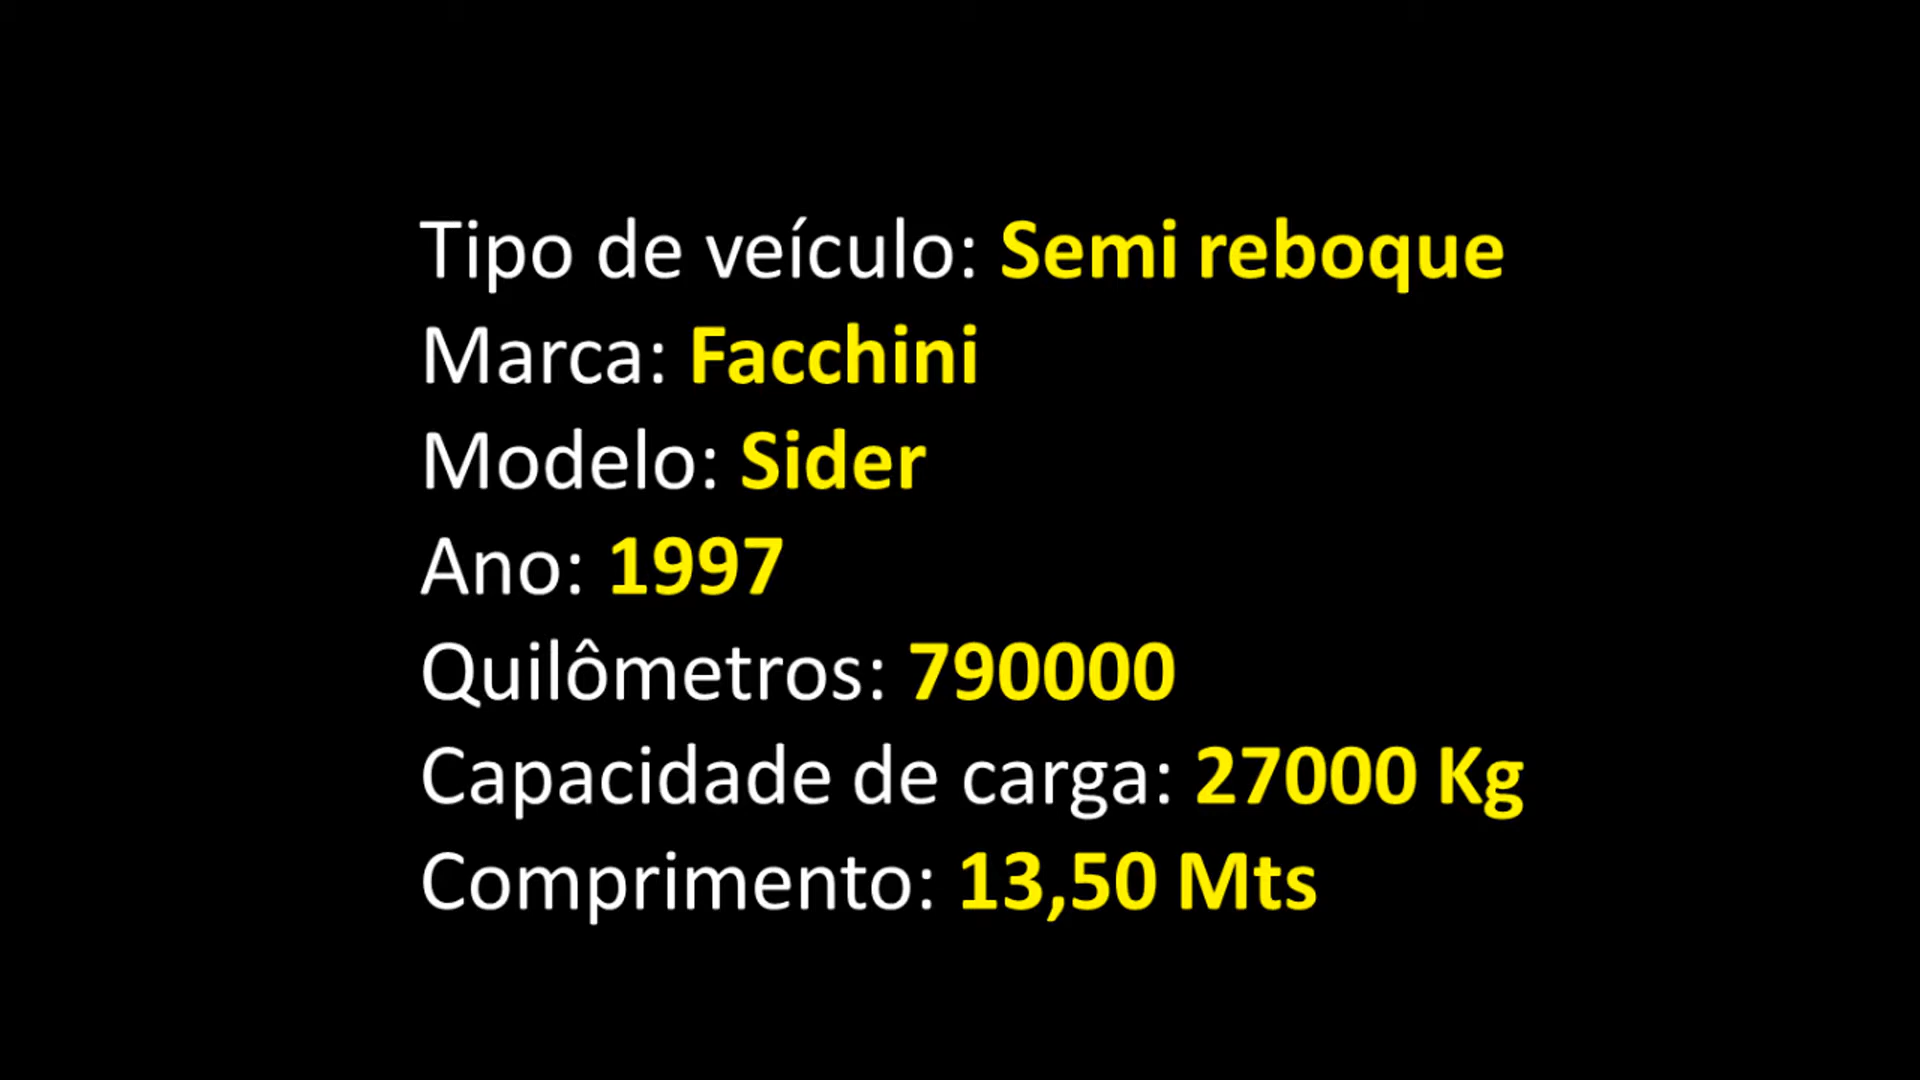 Tipo de veículo: Semi reboque
Marca: Facchini
Modelo: Sider
Ano: 1997
Quilômetros: 790000
Capacidade de carga: 27000 Kg
Comprimento: 13,50 Mts